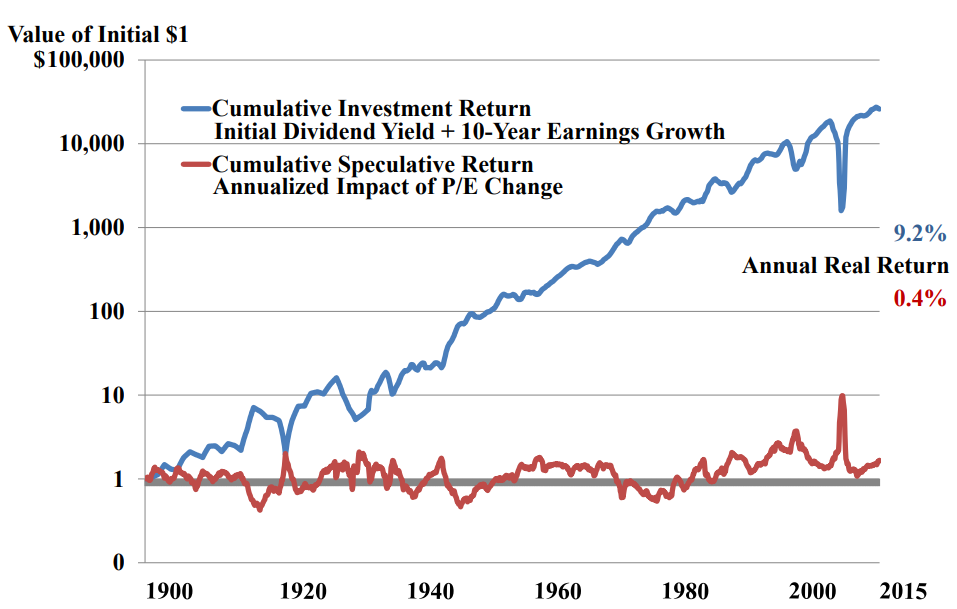 Value of Initial $1
$100,000
Cumulative Investment Return
Initial Dividend Yield + 10-Year Earnings Growth
10,000
Cumulative Speculative Return
Annualized Impact of P/E Change
1,000
9.2%
Annual Real Return
0.4%
100
10
1
0
1900 1920 1940 1960 1980 2000 2015